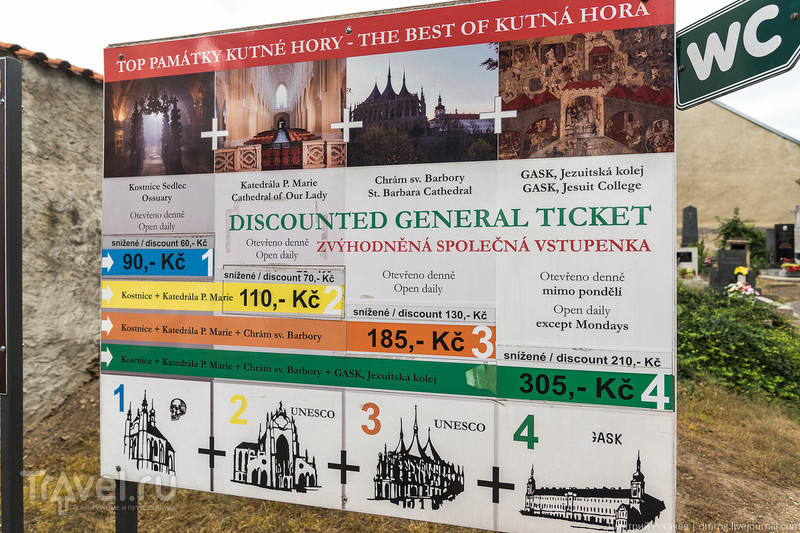 TOP PAMÁTKY KUTNÉ HORY - THE BEST OF KUTNÁ HORA
WC
Kostnice Sedlec
Ossuary
Otevřeno denně
Open daily
Katedrála P. Marie
Cathedral of Our Lady
Chrám sv. Barbory
St. Barbara Cathedral
GASK, Jezuitská kolej
GASK, Jesuit College
DISCOUNTED GENERAL TICKET
ZVÝHODNĚNÁ SPOLEČNÁ VSTUPENKA
Otevřeno denně
Open daily
Otevřeno denně
Open daily
Otevřeno denně
mimo pondělí
Open daily
except Mondays
snížené / discount 60,- Kč
90,- Kč 1
snížené / discount 70,- Kč
Kostnice + Katedrála P. Marie 110,- Kč 2
snížené / discount 130,- Kč
Kostnice + Katedrála P. Marie + Chrám sv. Barbory 185,- Kč 3
snížené / discount 210,- Kč
Kostnice + Katedrála P. Marie + Chrám sv. Barbory + GASK, Jezuitská kolej 305,- Kč 4
1
2 UNESCO
3 UNESCO
4 GASK
+ + +
Travel.ru
dmrog.livejournal.com